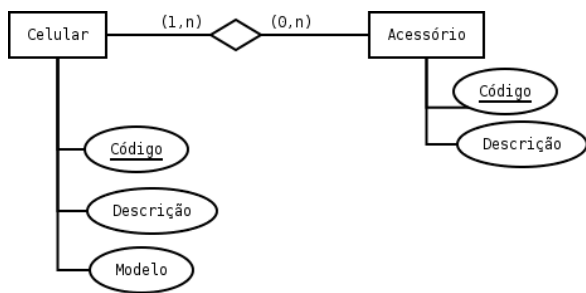 Celular
(1,n)
(0,n)
Acessório
Código
Descrição
Código
Descrição
Modelo